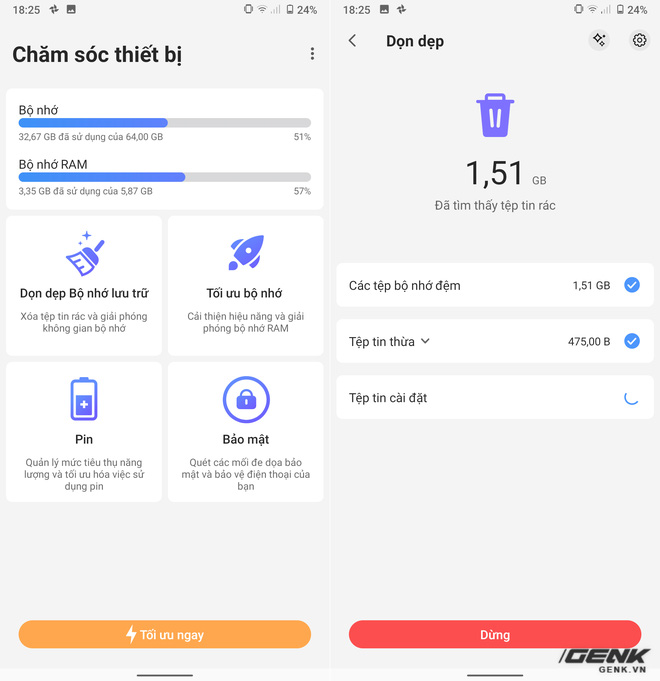 18:25
24%
Chăm sóc thiết bị
Bộ nhớ
32,67 GB đã sử dụng của 64,00 GB
51%
Bộ nhớ RAM
3,35 GB đã sử dụng của 5,87 GB
57%
Dọn dẹp Bộ nhớ lưu trữ
Xóa tệp tin rác và giải phóng
không gian bộ nhớ
Tối ưu bộ nhớ
Cải thiện hiệu năng và giải
phóng bộ nhớ RAM
Pin
Quản lý mức tiêu thụ năng
lượng và tối ưu hóa việc sử
dụng pin
Bảo mật
Quét các mối đe dọa bảo
mật và bảo vệ điện thoại của
bạn
Tối ưu ngay
18:25
24%
Dọn dẹp
1,51 GB
Đã tìm thấy tệp tin rác
Các tệp bộ nhớ đệm
1,51 GB
Tệp tin thừa
475,00 B
Tệp tin cài đặt
Dừng
GENK
GENK.VN